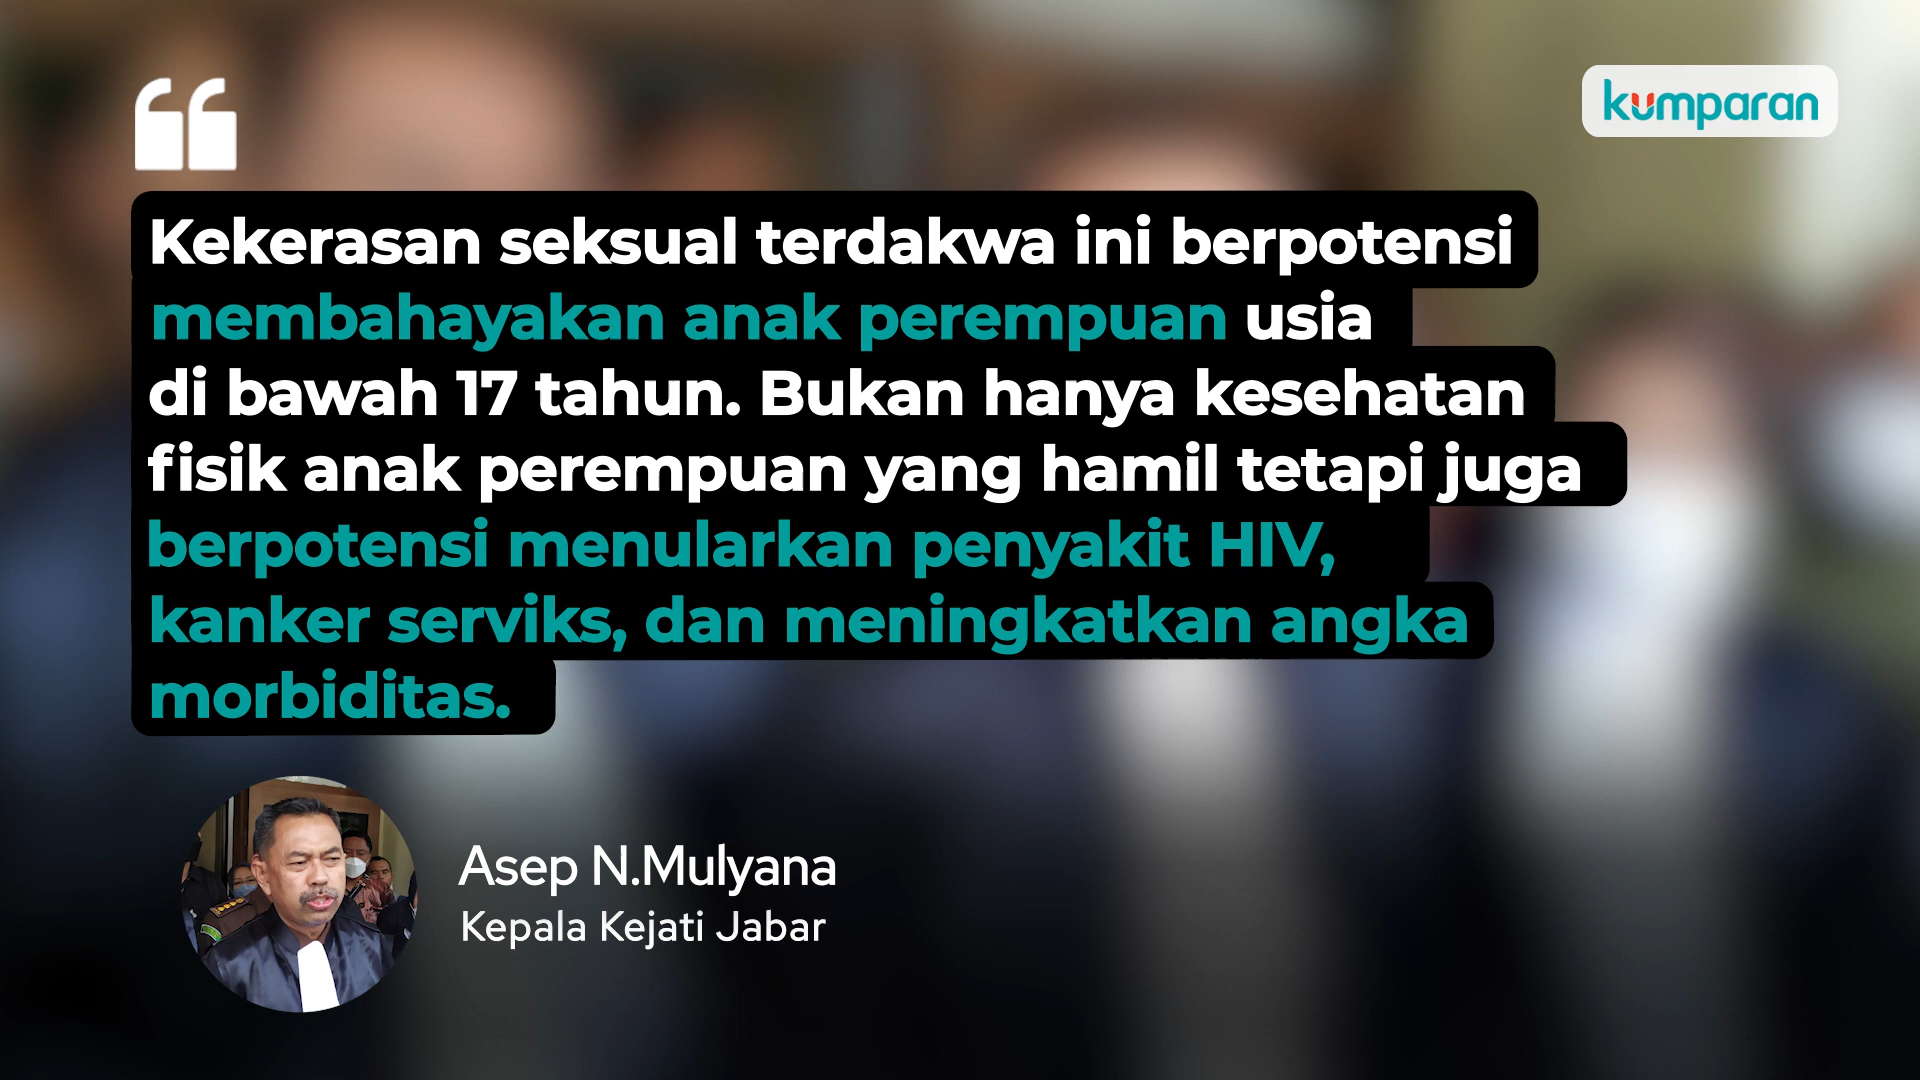 kumparan
Kekerasan seksual terdakwa ini berpotensi
membahayakan anak perempuan usia
di bawah 17 tahun. Bukan hanya kesehatan
fisik anak perempuan yang hamil tetapi juga
berpotensi menularkan penyakit HIV,
kanker serviks, dan meningkatkan angka
morbiditas.
Asep N.Mulyana
Kepala Kejati Jabar